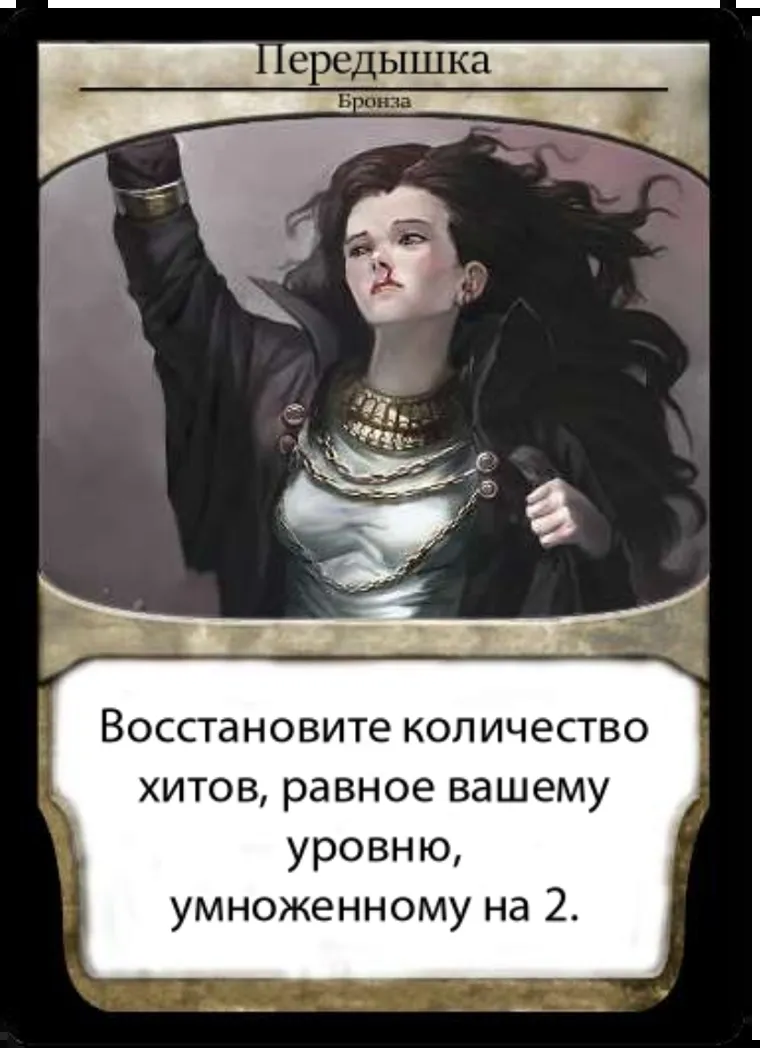 Передышка
Бронза
Восстановите количество
хитов, равное вашему
уровню,
умноженному на 2.